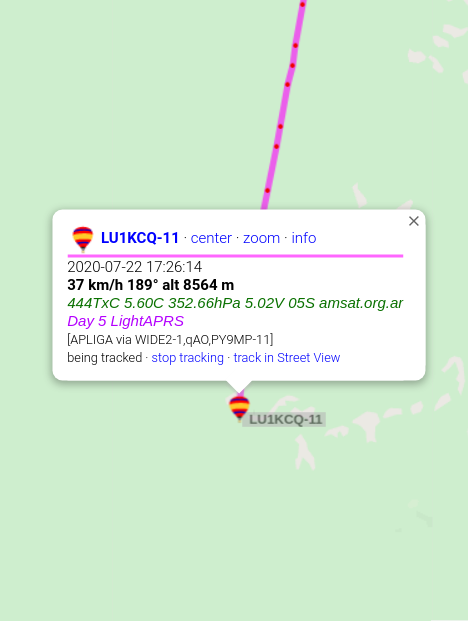 LU1KCQ-11 · center · zoom · info
2020-07-22 17:26:14
37 km/h 189° alt 8564 m
444TxC 5.60C 352.66hPa 5.02V 05S amsat.org.ar
Day 5 LightAPRS
[APLIGA via WIDE2-1,qAO,PY9MP-11]
being tracked · stop tracking · track in Street View
LU1KCQ-11